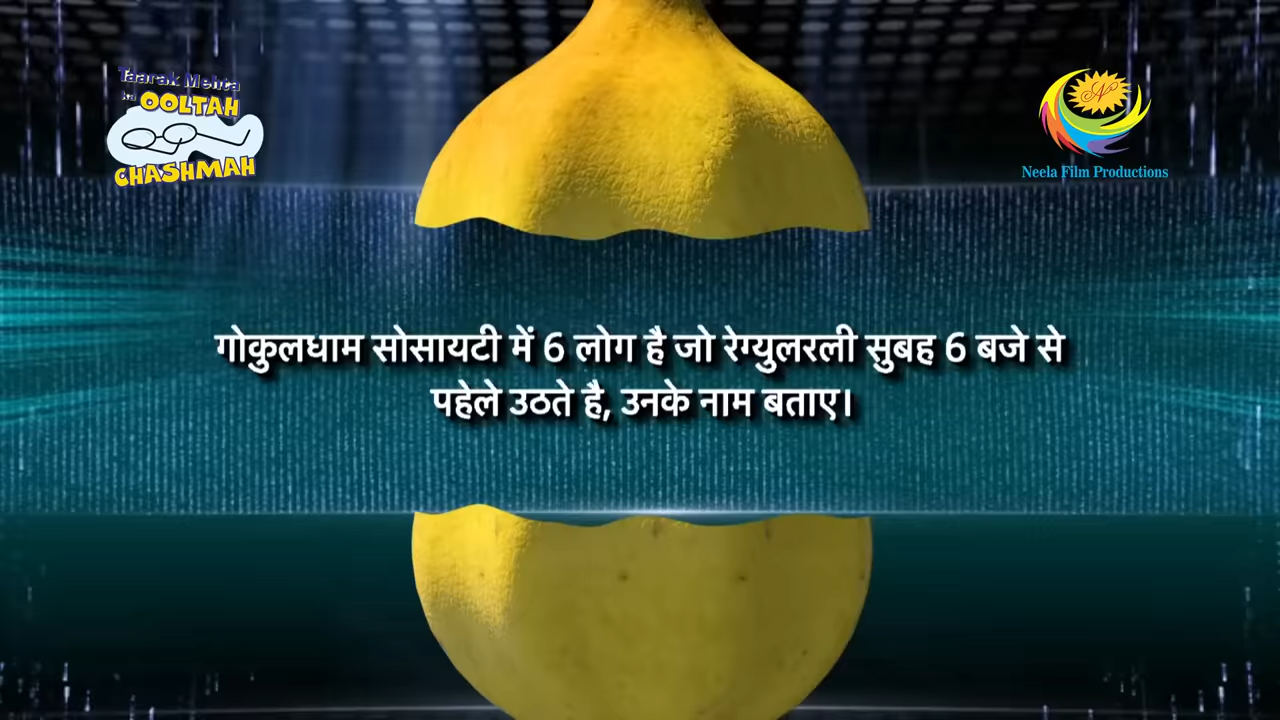 Taarak Mehta
ka OOLTAH
CHASHMAH
Neela Film Productions
गोकुलधाम सोसायटी में 6 लोग है जो रेग्युलरली सुबह 6 बजे से
पहेले उठते है, उनके नाम बताए।